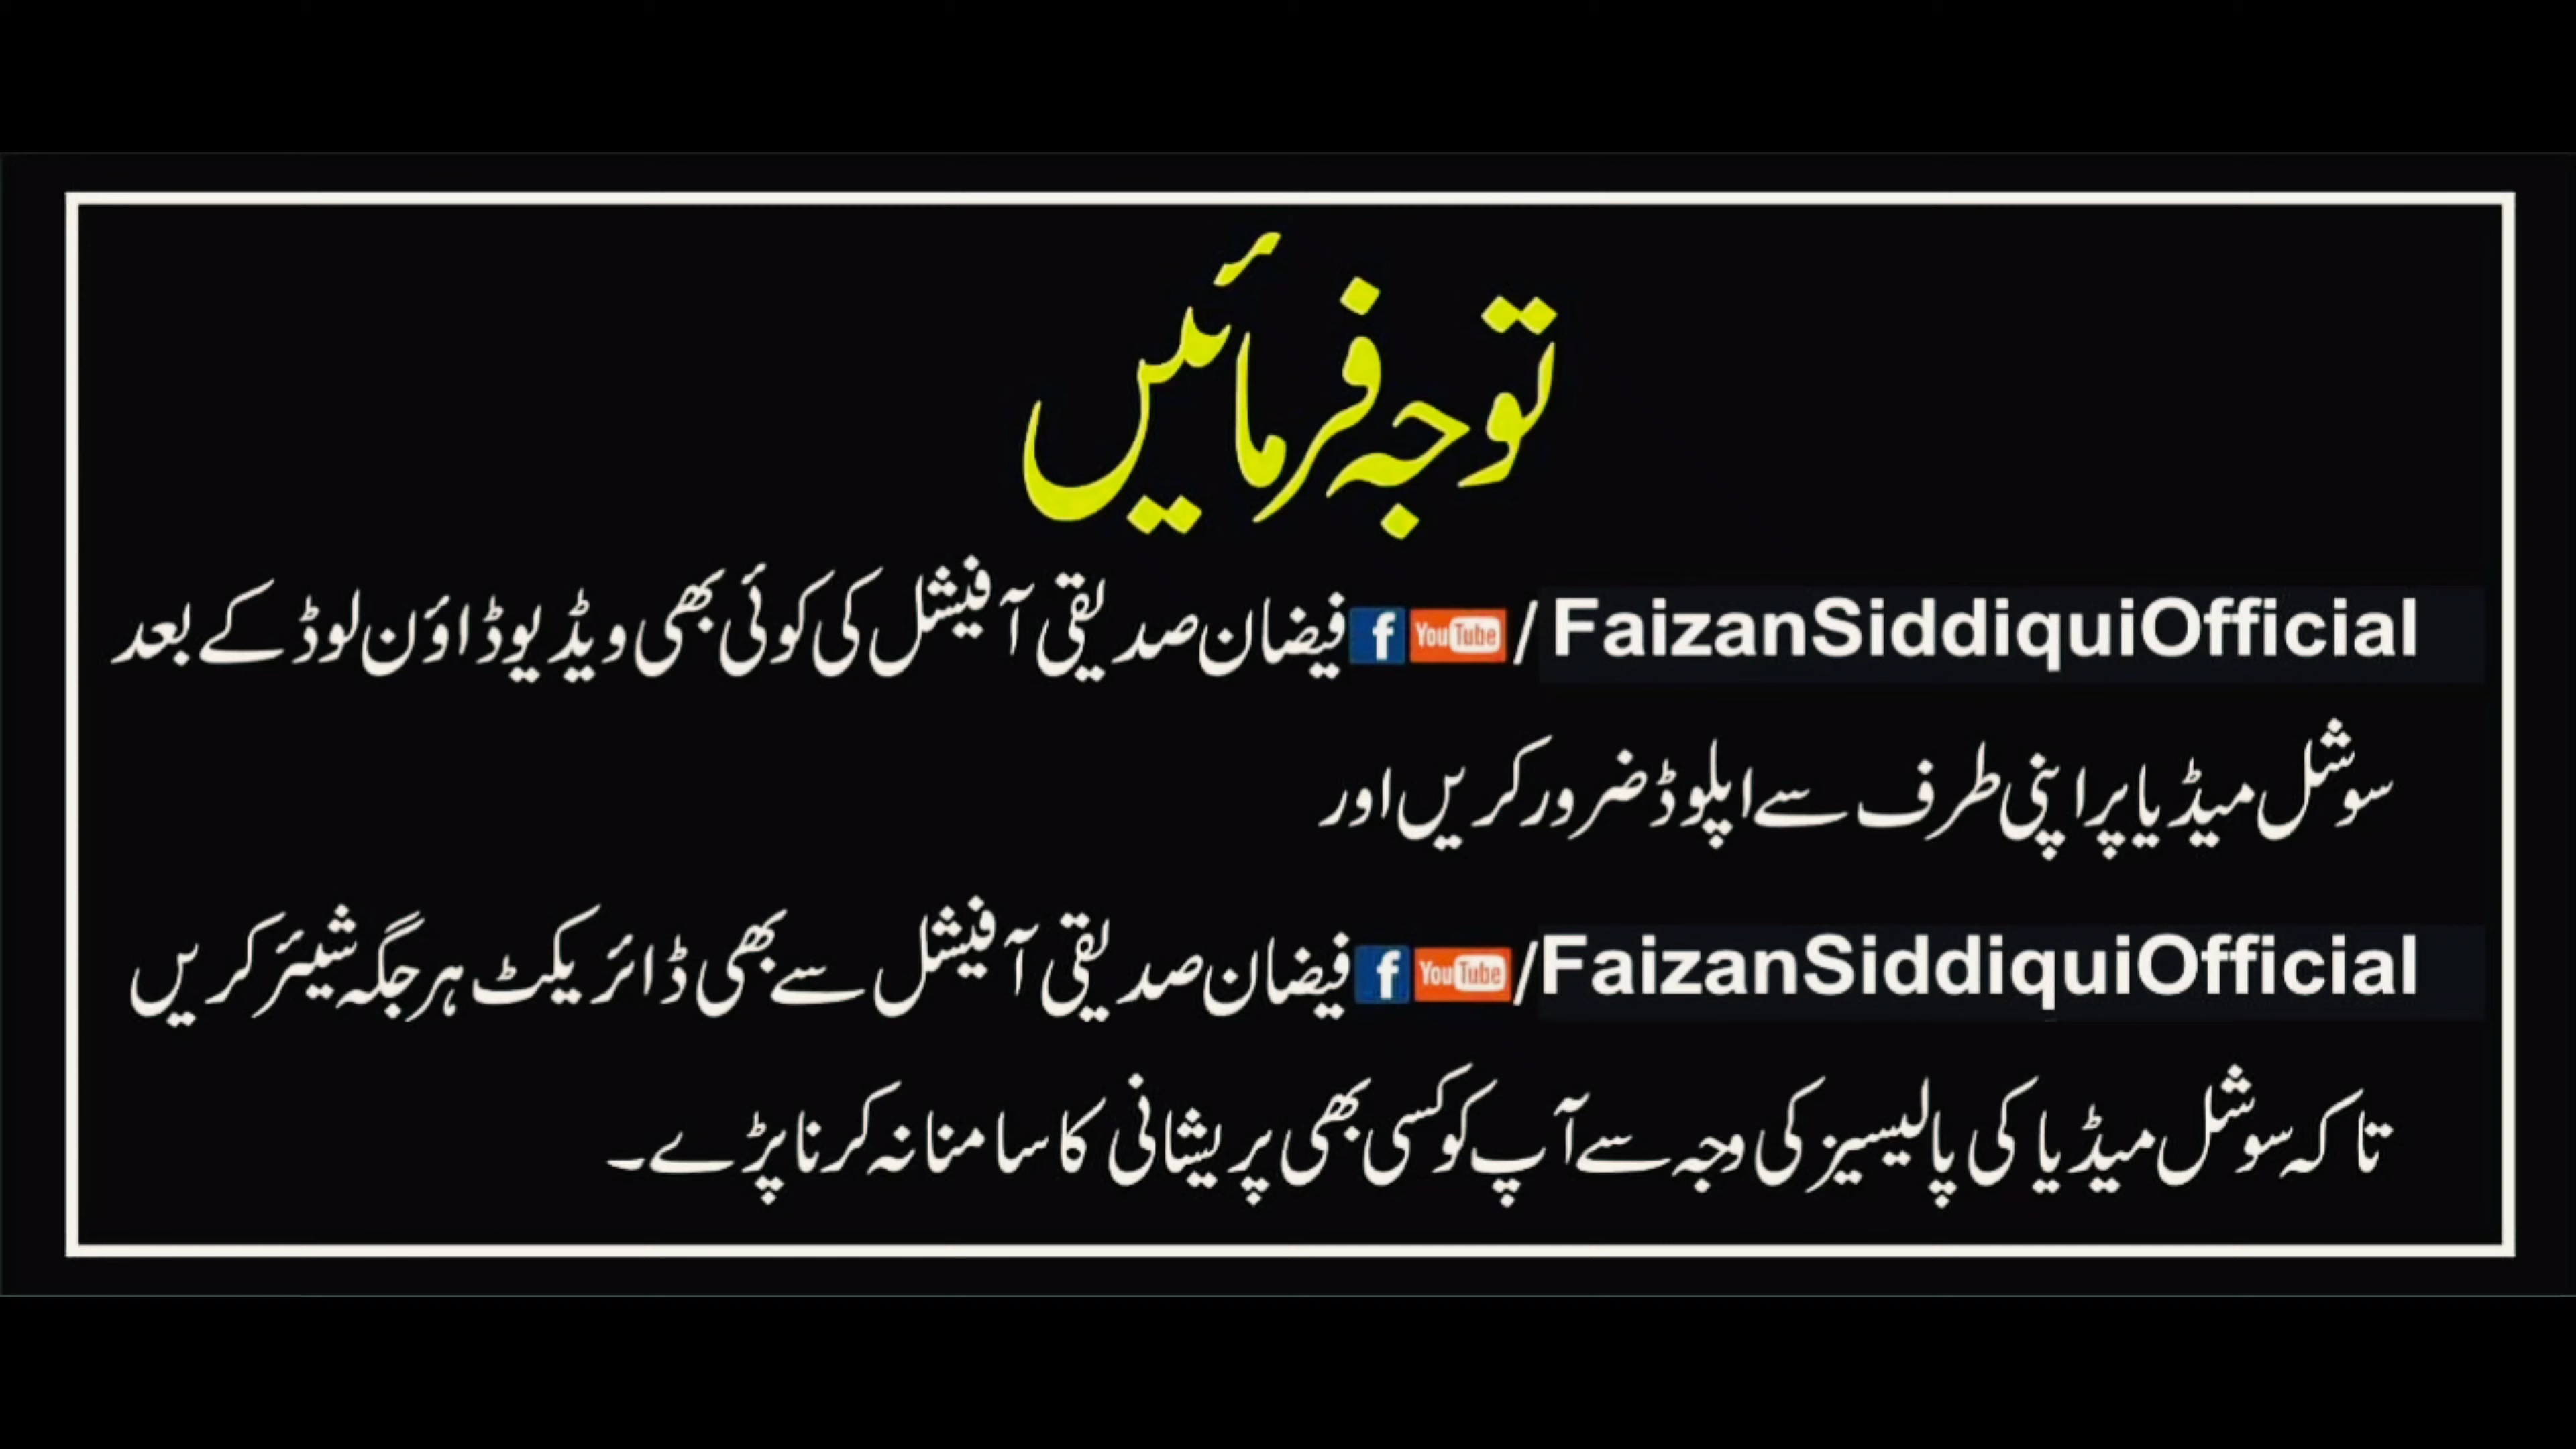 توجہ فرمائیں
FaizanSiddiquiOfficial / YouTube f فیضان صدیقی آفیشل کی کوئی بھی ویڈیو ڈاؤن لوڈ کے بعد
سوشل میڈیا پر اپنی طرف سے اپلوڈ ضرور کریں اور
FaizanSiddiquiOfficial / YouTube f فیضان صدیقی آفیشل سے بھی ڈائریکٹ ہر جگہ شیئر کریں
تاکہ سوشل میڈیا کی پالیسیز کی وجہ سے آپ کو کسی بھی پریشانی کا سامنا نہ کرنا پڑے۔